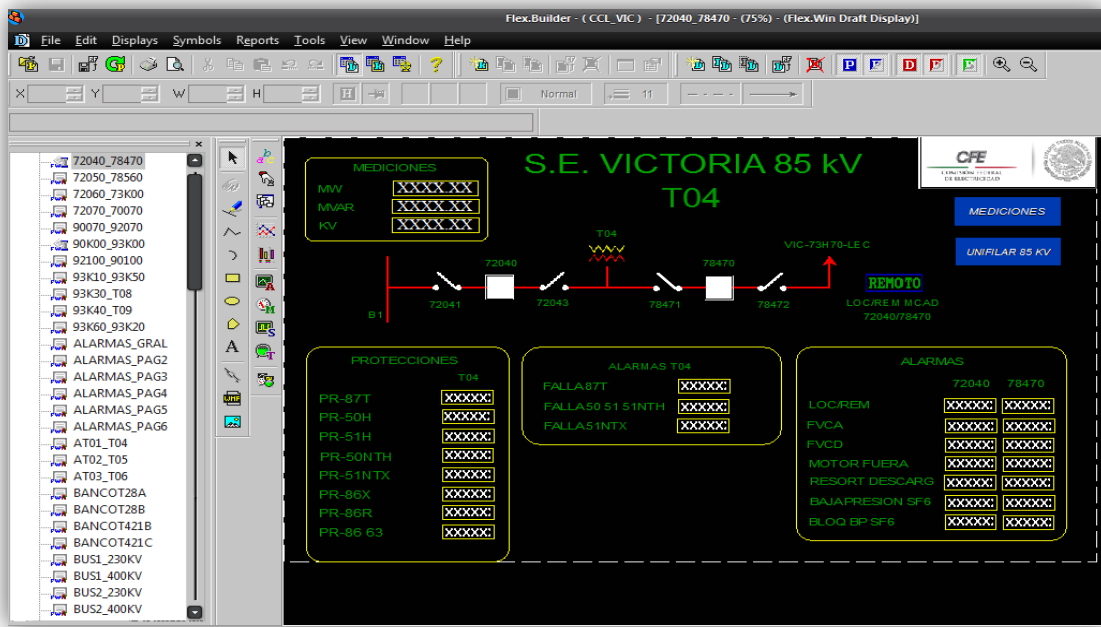 Flex.Builder - ( CCL_VIC ) - [72040_78470 - (75%) - (Flex.Win Draft Display)]
File Edit Displays Symbols Reports Tools View Window Help
X Y W H Normal 11
72040_78470
72050_78560
72060_73K00
72070_70070
90070_92070
90K00_93K00
92100_90100
93K10_93K50
93K30_T08
93K40_T09
93K60_93K20
ALARMAS_GRAL
ALARMAS_PAG2
ALARMAS_PAG3
ALARMAS_PAG4
ALARMAS_PAG5
ALARMAS_PAG6
AT01_T04
AT02_T05
AT03_T06
BANCOT28A
BANCOT28B
BANCOT421B
BANCOT421C
BUS1_230KV
BUS1_400KV
BUS2_230KV
BUS2_400KV
MEDICIONES
MW XXXX.XX
MVAR XXXX.XX
KV XXXX.XX
S.E. VICTORIA 85 kV
T04
CFE
COMISIÓN FEDERAL
DE ELECTRICIDAD
MEDICIONES
UNIFILAR 85 KV
T04
VIC-73H70-LEC
72040
78470
72041
72043
78471
78472
B1
REMOTO
LOC/REM MCAD
72040/78470
PROTECCIONES
T04
PR-87T XXXXX
PR-50H XXXXX
PR-51H XXXXX
PR-50NTH XXXXX
PR-51NTX XXXXX
PR-86X XXXXX
PR-86R XXXXX
PR-86 63 XXXXX
ALARMAS T04
FALLA87T XXXXX
FALLA50 51 51NTH XXXXX
FALLA51NTX XXXXX
ALARMAS
72040 78470
LOC/REM XXXXX XXXXX
FVCA XXXXX XXXXX
FVCD XXXXX XXXXX
MOTOR FUERA XXXXX XXXXX
RESORT DESCARG XXXXX XXXXX
BAJAPRESION SF6 XXXXX XXXXX
BLOQ BP SF6 XXXXX XXXXX